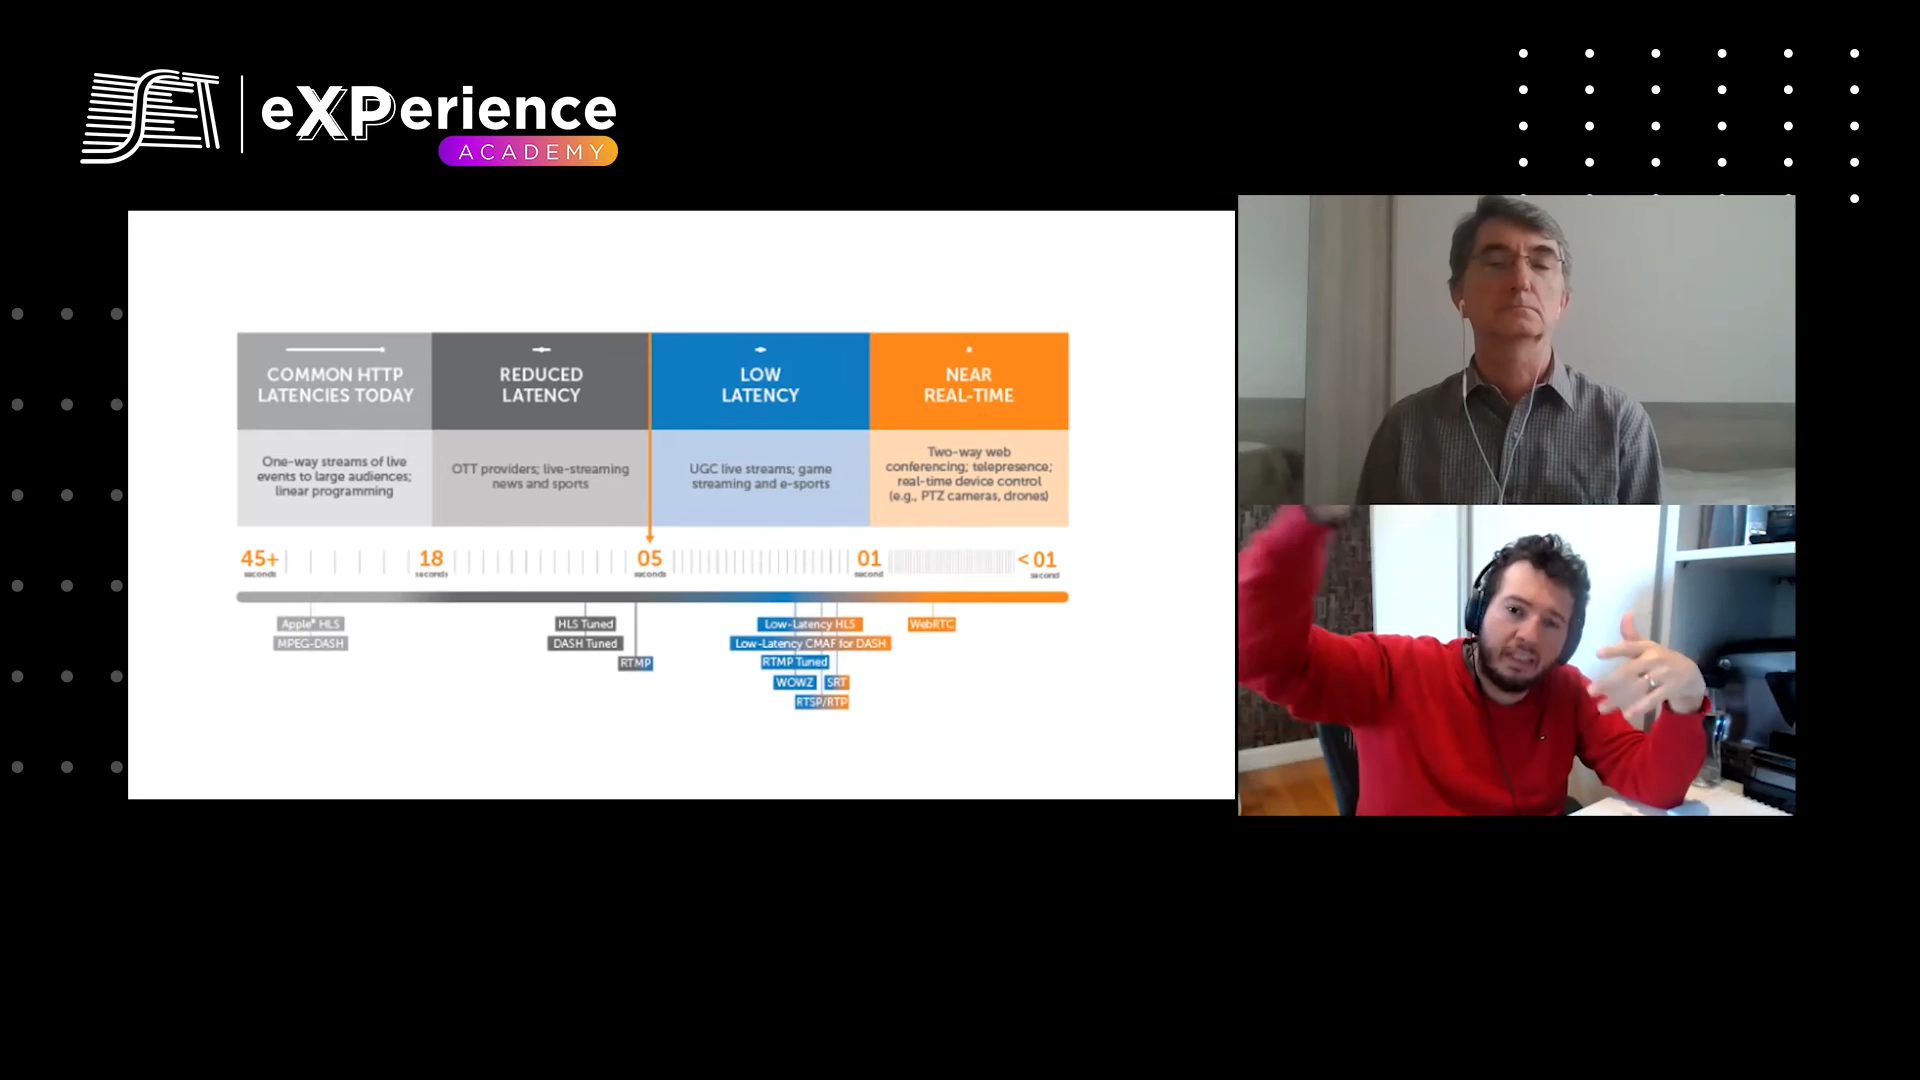 SET
eXPerience
ACADEMY
COMMON HTTP
LATENCIES TODAY
REDUCED
LATENCY
LOW
LATENCY
NEAR
REAL-TIME
One-way streams of live
events to large audiences;
linear programming
OTT providers; live-streaming
news and sports
UGC live streams; game
streaming and e-sports
Two-way web
conferencing; telepresence;
real-time device control
(e.g., PTZ cameras, drones)
45+
seconds
18
seconds
05
seconds
01
second
< 01
second
Apple® HLS
MPEG-DASH
HLS Tuned
DASH Tuned
RTMP
Low-Latency HLS
Low-Latency CMAF for DASH
RTMP Tuned
WOWZ SRT
RTSP/RTP
WebRTC